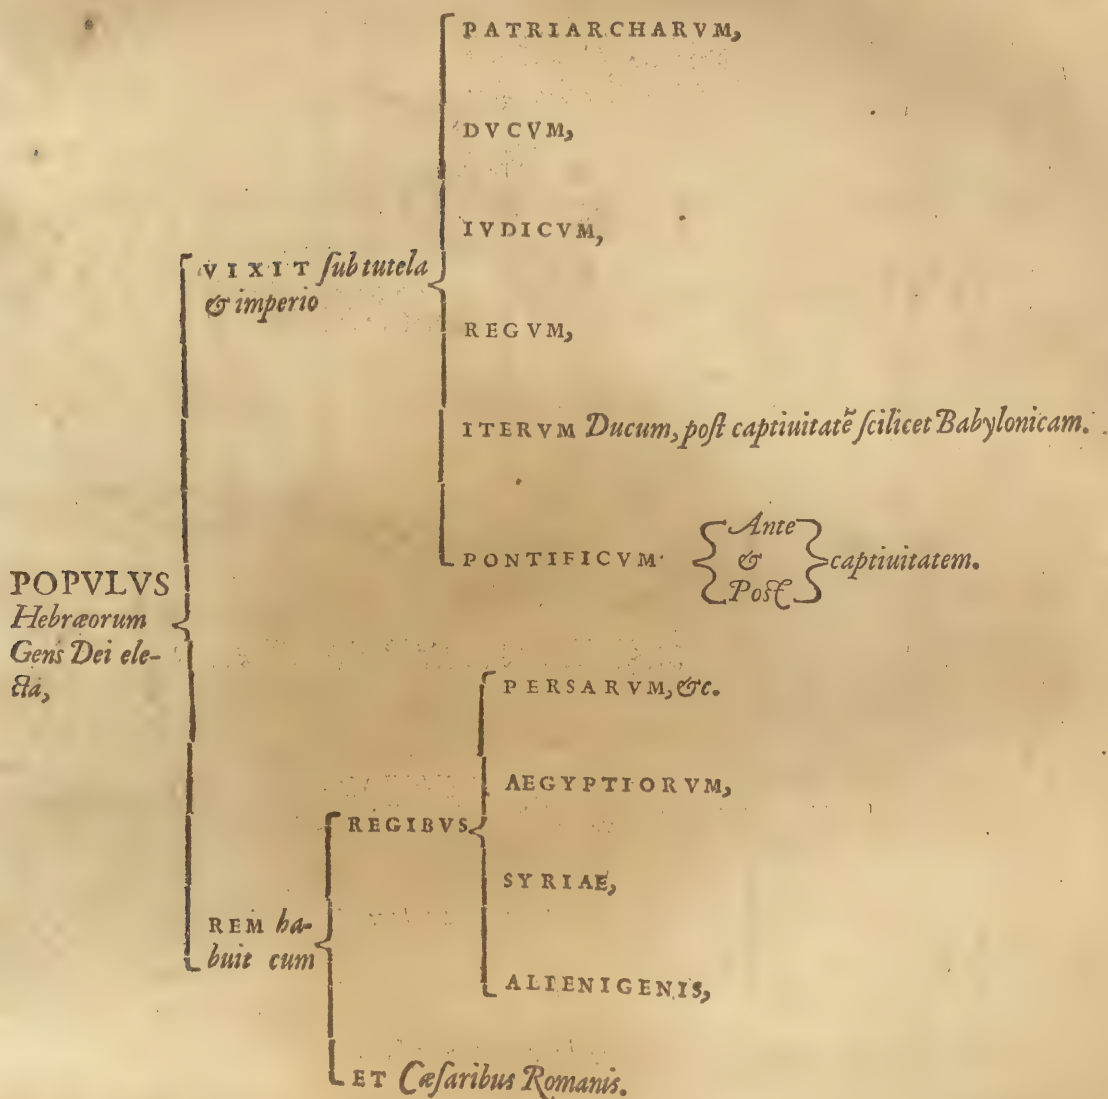 POPVLVS
Hebræorum
Gens Dei ele-
cta,
VIXIT ſub tutela
& imperio
PATRIARCHARVM,
DVCVM,
IVDICVM,
REGVM,
ITERVM Ducum, poſt captiuitatē ſcilicet Babylonicam.
PONTIFICVM
Ante
&
Poſt
captiuitatem.
REM ha-
buit cum
REGIBVS
PERSARVM, &c.
AEGYPTIORVM,
SYRIAE,
ALIENIGENIS,
ET Cæſaribus Romanis.